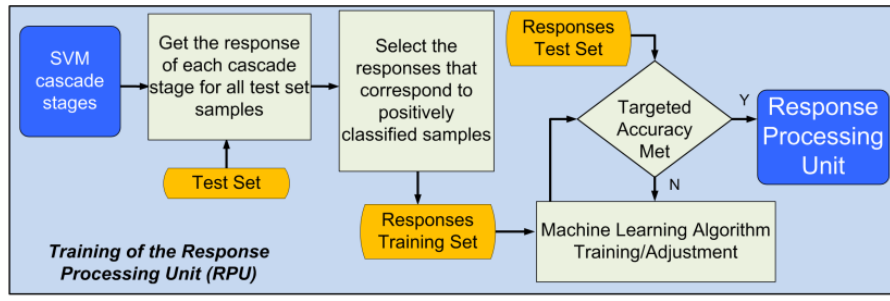 SVM
cascade
stages
Get the response
of each cascade
stage for all test set
samples
Test Set
Select the
responses that
correspond to
positively classified
samples
Responses
Training Set
Responses
Test Set
Targeted
Accuracy
Met
Y
N
Response
Processing
Unit
Machine Learning Algorithm
Training/Adjustment
Training of the Response
Processing Unit (RPU)